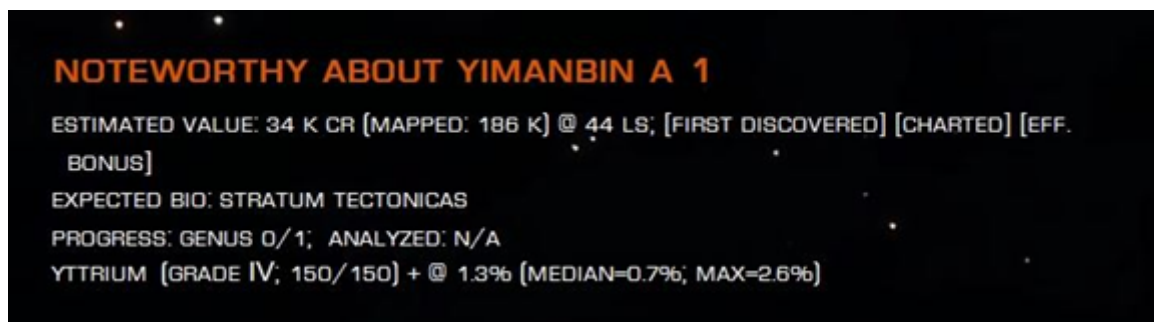 NOTEWORTHY ABOUT YIMANBIN A 1
ESTIMATED VALUE: 34 K CR (MAPPED: 186 K) @ 44 LS; [FIRST DISCOVERED] [CHARTED] [EFF.
BONUS]
EXPECTED BIO: STRATUM TECTONICAS
PROGRESS: GENUS 0/1; ANALYZED: N/A
YTTRIUM (GRADE IV; 150/150) + @ 1.3% (MEDIAN=0.7%; MAX=2.6%)